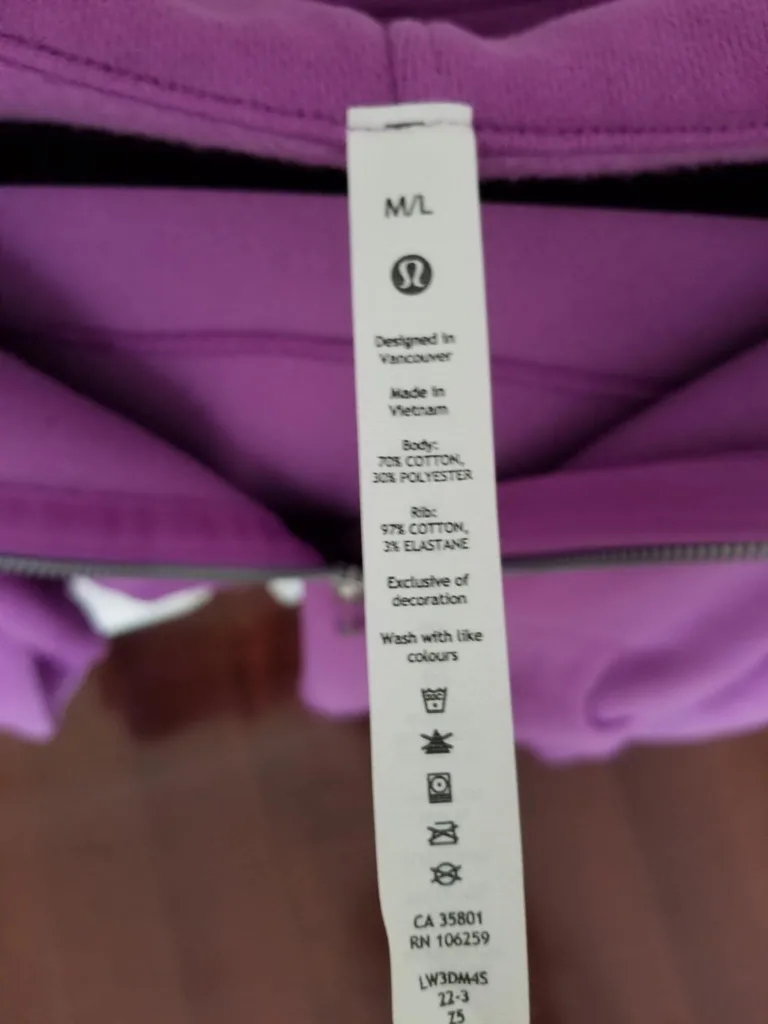 M/L
Designed in
Vancouver
Made in
Vietnam
Body:
70% COTTON,
30% POLYESTER
Rib:
97% COTTON,
3% ELASTANE
Exclusive of
decoration
Wash with like
colours
CA 35801
RN 106259
LW3DM4S
22-3
Z5